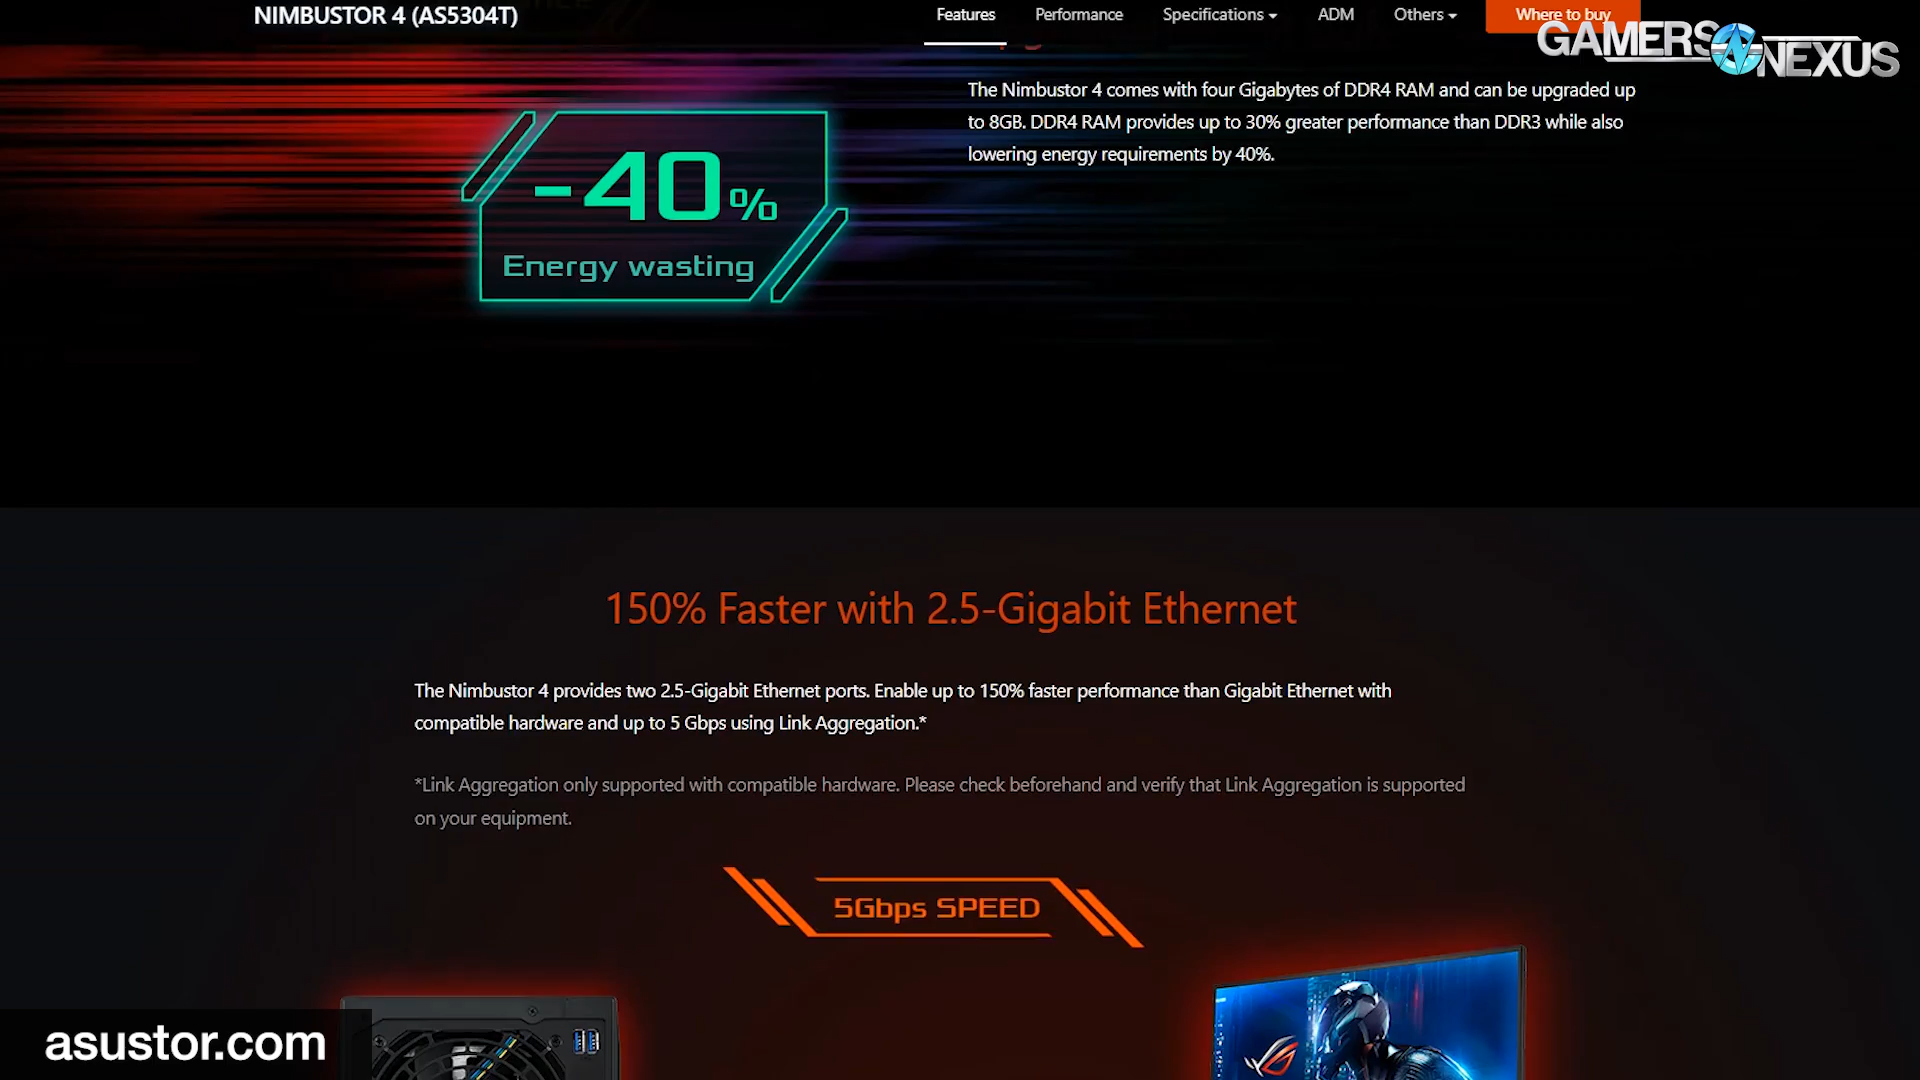 NIMBUSTOR 4 (AS5304T)
Features
Performance
Specifications
ADM
Others
Where to buy
GAMERS NEXUS
The Nimbustor 4 comes with four Gigabytes of DDR4 RAM and can be upgraded up
to 8GB. DDR4 RAM provides up to 30% greater performance than DDR3 while also
lowering energy requirements by 40%.
-40%
Energy wasting
150% Faster with 2.5-Gigabit Ethernet
The Nimbustor 4 provides two 2.5-Gigabit Ethernet ports. Enable up to 150% faster performance than Gigabit Ethernet with
compatible hardware and up to 5 Gbps using Link Aggregation.*
*Link Aggregation only supported with compatible hardware. Please check beforehand and verify that Link Aggregation is supported
on your equipment.
5Gbps SPEED
asustor.com